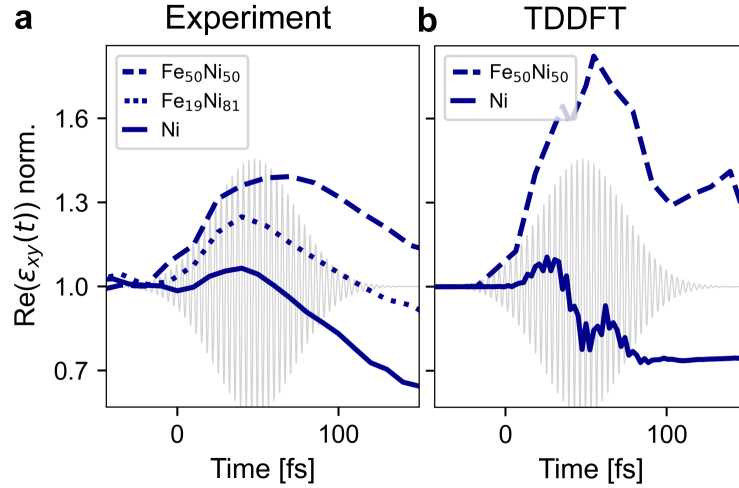 a Experiment
b TDDFT
Fe₅₀Ni₅₀
Fe₁₉Ni₈₁
Ni
Fe₅₀Ni₅₀
Ni
Re(ε_xy(t)) norm.
1.6
1.3
1.0
0.7
0
100
0
100
Time [fs]
Time [fs]